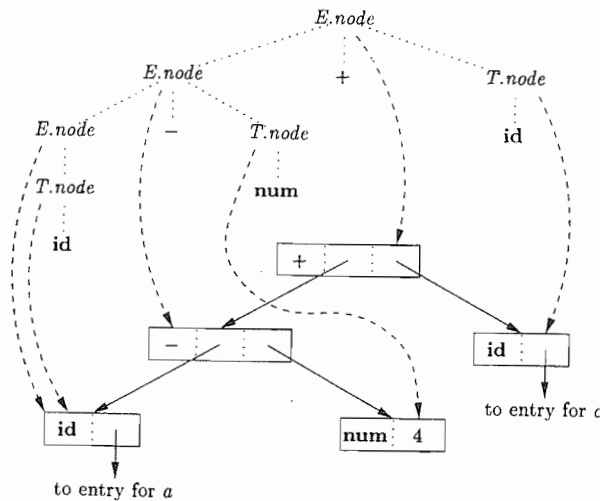 E.node
E.node + T.node
E.node − T.node id
T.node num
id
+
− id
to entry for c
id num 4
to entry for a